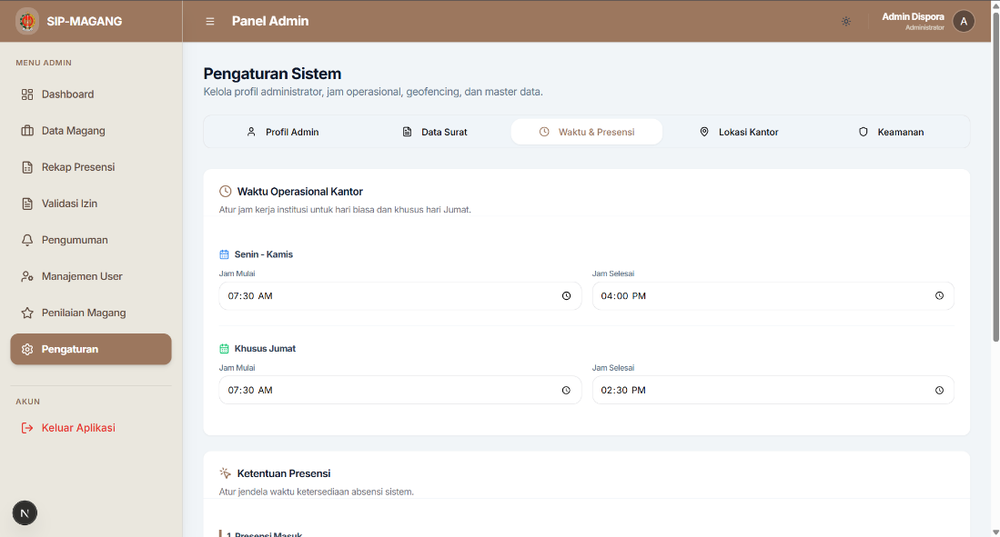 SIP-MAGANG
Panel Admin
Admin Dispora
Administrator
A
MENU ADMIN
Dashboard
Data Magang
Rekap Presensi
Validasi Izin
Pengumuman
Manajemen User
Penilaian Magang
Pengaturan
AKUN
Keluar Aplikasi
N
Pengaturan Sistem
Kelola profil administrator, jam operasional, geofencing, dan master data.
Profil Admin
Data Surat
Waktu & Presensi
Lokasi Kantor
Keamanan
Waktu Operasional Kantor
Atur jam kerja institusi untuk hari biasa dan khusus hari Jumat.
Senin - Kamis
Jam Mulai
Jam Selesai
07:30 AM
04:00 PM
Khusus Jumat
Jam Mulai
Jam Selesai
07:30 AM
02:30 PM
Ketentuan Presensi
Atur jendela waktu ketersediaan absensi sistem.
1. Presensi Masuk